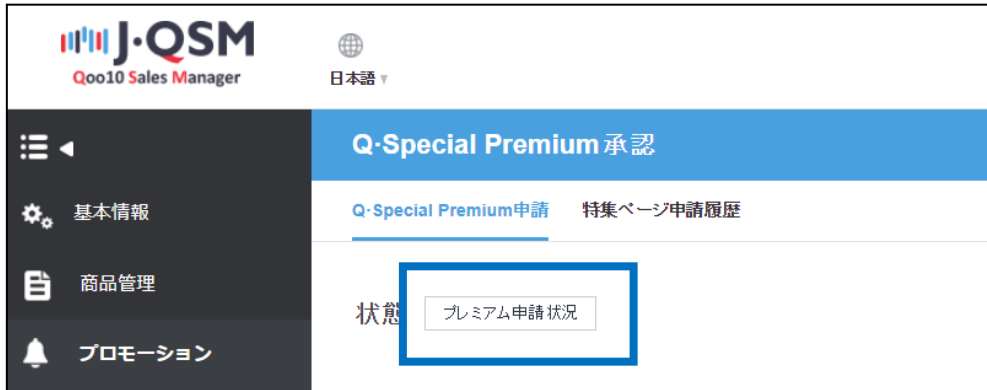 J·QSM
Qoo10 Sales Manager
日本語 ▼
Q·Special Premium承認
Q·Special Premium申請 特集ページ申請履歴
基本情報
商品管理
プロモーション
状態 プレミアム申請状況